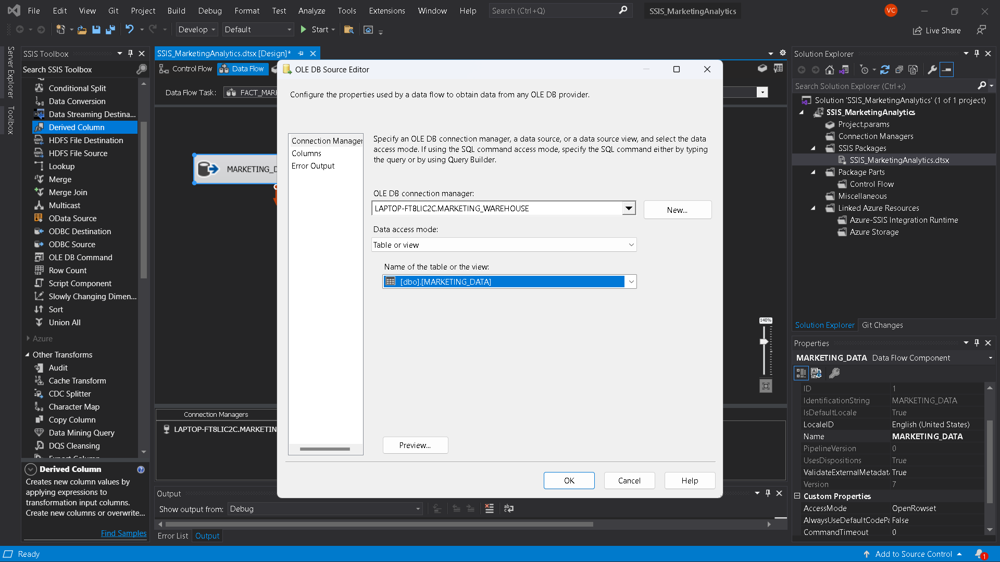 File Edit View Git Project Build Debug Format Test Analyze Tools Extensions Window Help Search (Ctrl+Q) SSIS_MarketingAnalytics VC
Develop Default Start Live Share
Server Explorer
Toolbox
SSIS Toolbox
Search SSIS Toolbox
Conditional Split
Data Conversion
Data Streaming Destina...
Derived Column
HDFS File Destination
HDFS File Source
Lookup
Merge
Merge Join
Multicast
OData Source
ODBC Destination
ODBC Source
OLE DB Command
Row Count
Script Component
Slowly Changing Dimen...
Sort
Union All
Azure
Other Transforms
Audit
Cache Transform
CDC Splitter
Character Map
Copy Column
Data Mining Query
DQS Cleansing
Derived Column
Creates new column values by
applying expressions to
transformation input columns.
Create new columns or overwrite...
Find Samples
SSIS_MarketingAnalytics.dtsx [Design]*
Control Flow Data Flow
Data Flow Task: FACT_MAR
MARKETING_D
140%
Connection Managers
LAPTOP-FT8LIC2C.MARKETIN
OLE DB Source Editor
Configure the properties used by a data flow to obtain data from any OLE DB provider.
Connection Manager
Columns
Error Output
Specify an OLE DB connection manager, a data source, or a data source view, and select the data
access mode. If using the SQL command access mode, specify the SQL command either by typing
the query or by using Query Builder.
OLE DB connection manager:
LAPTOP-FT8LIC2C.MARKETING_WAREHOUSE
New...
Data access mode:
Table or view
Name of the table or the view:
[dbo].[MARKETING_DATA]
Preview...
OK Cancel Help
Output
Show output from: Debug
Error List Output
Solution Explorer
Search Solution Explorer (Ctrl+;)
Solution 'SSIS_MarketingAnalytics' (1 of 1 project)
SSIS_MarketingAnalytics
Project.params
Connection Managers
SSIS Packages
SSIS_MarketingAnalytics.dtsx
Package Parts
Control Flow
Miscellaneous
Linked Azure Resources
Azure-SSIS Integration Runtime
Azure Storage
Solution Explorer Git Changes
Properties
MARKETING_DATA Data Flow Component
ID 1
IdentificationString MARKETING_DATA
IsDefaultLocale True
LocaleID English (United States)
Name MARKETING_DATA
PipelineVersion 0
UsesDispositions True
ValidateExternalMetadat True
Version 7
Custom Properties
AccessMode OpenRowset
AlwaysUseDefaultCodePa False
CommandTimeout 0
Ready Add to Source Control 1